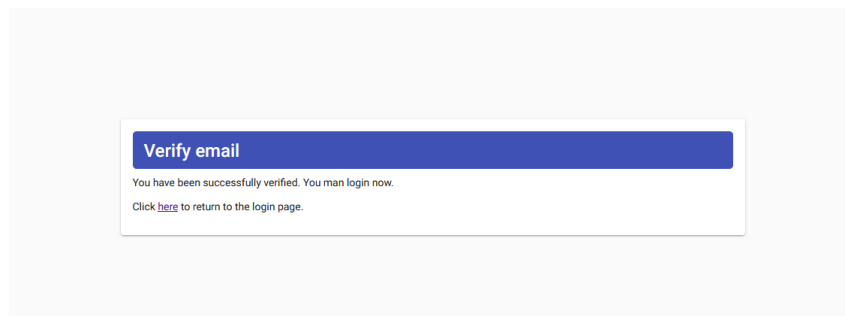 Verify email
You have been successfully verified. You man login now.
Click here to return to the login page.